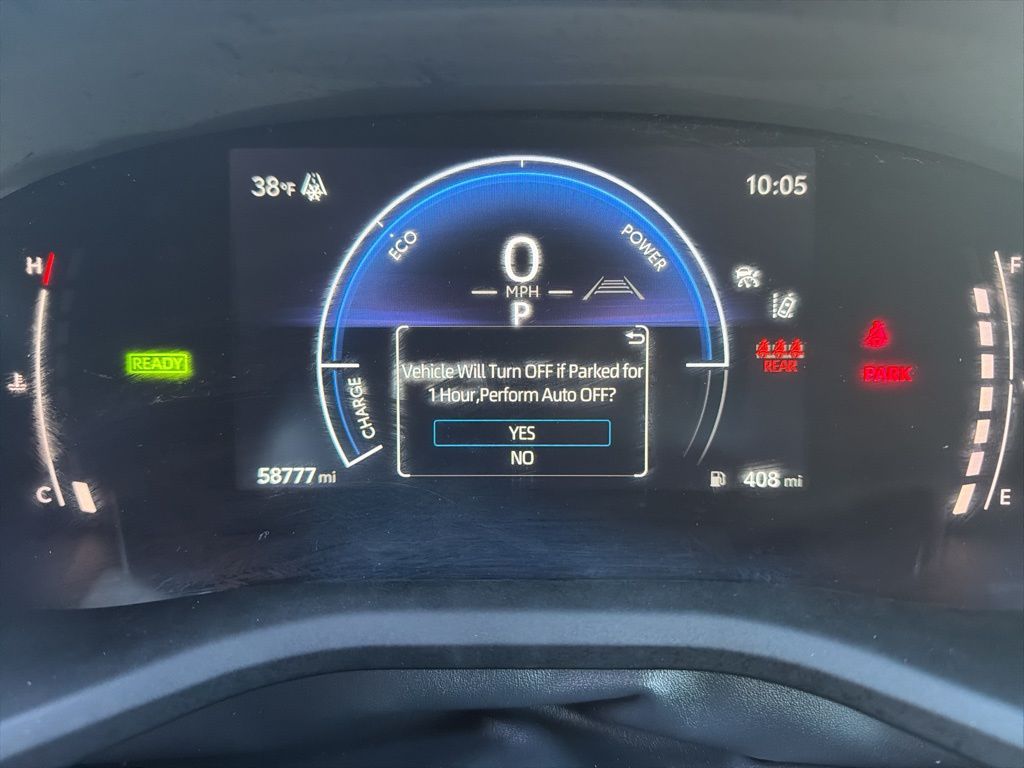 38°F
10:05
ECO
POWER
0
MPH
P
H
F
READY
REAR
PARK
CHARGE
Vehicle Will Turn OFF if Parked for
1 Hour,Perform Auto OFF?
YES
NO
58777 mi
408 mi
C
E